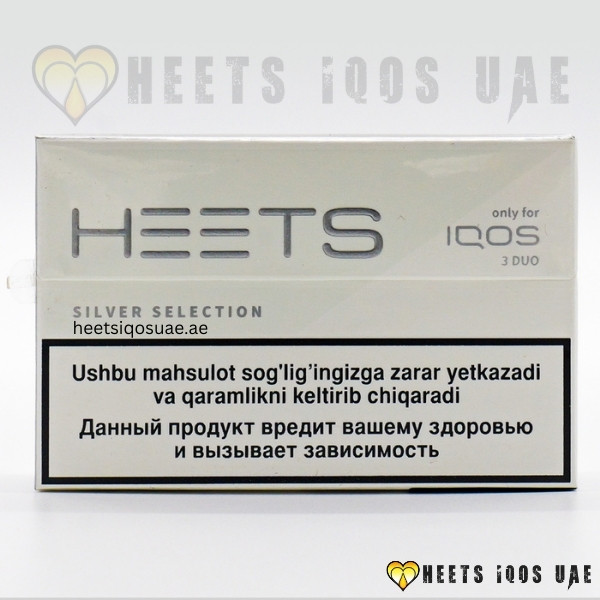 HEETS iQOS UAE
HEETS
only for
IQOS
3 DUO
SILVER SELECTION
heetsiqosuae.ae
Ushbu mahsulot sog'lig'ingizga zarar yetkazadi
va qaramlikni keltirib chiqaradi
Данный продукт вредит вашему здоровью
и вызывает зависимость
HEETS iQOS UAE